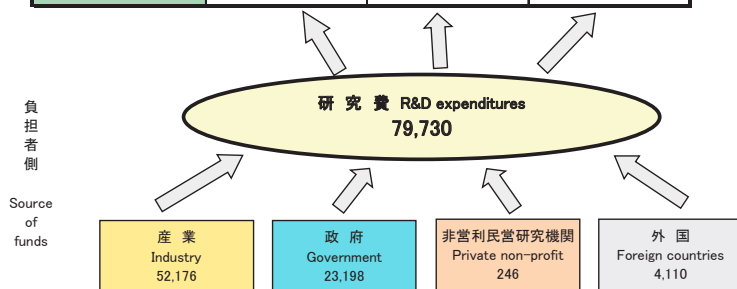 研 究 費 R&D expenditures
79,730
負
担
者
側
Source
of
funds
産 業
Industry
52,176
政 府
Government
23,198
非営利民営研究機関
Private non-profit
246
外 国
Foreign countries
4,110